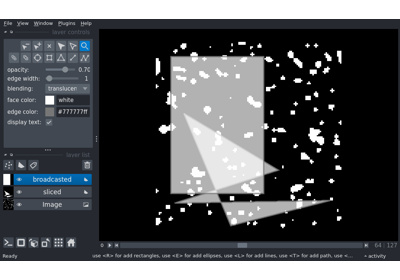 File View Window Plugins Help
layer controls
opacity: 0.70
edge width: 1
blending: translucen
face color: white
edge color: #777777ff
display text:
layer list
broadcasted
sliced
Image
64 | 127
Ready
use <R> for add rectangles, use <E> for add ellipses, use <L> for add lines, use <T> for add path, use <...
activity